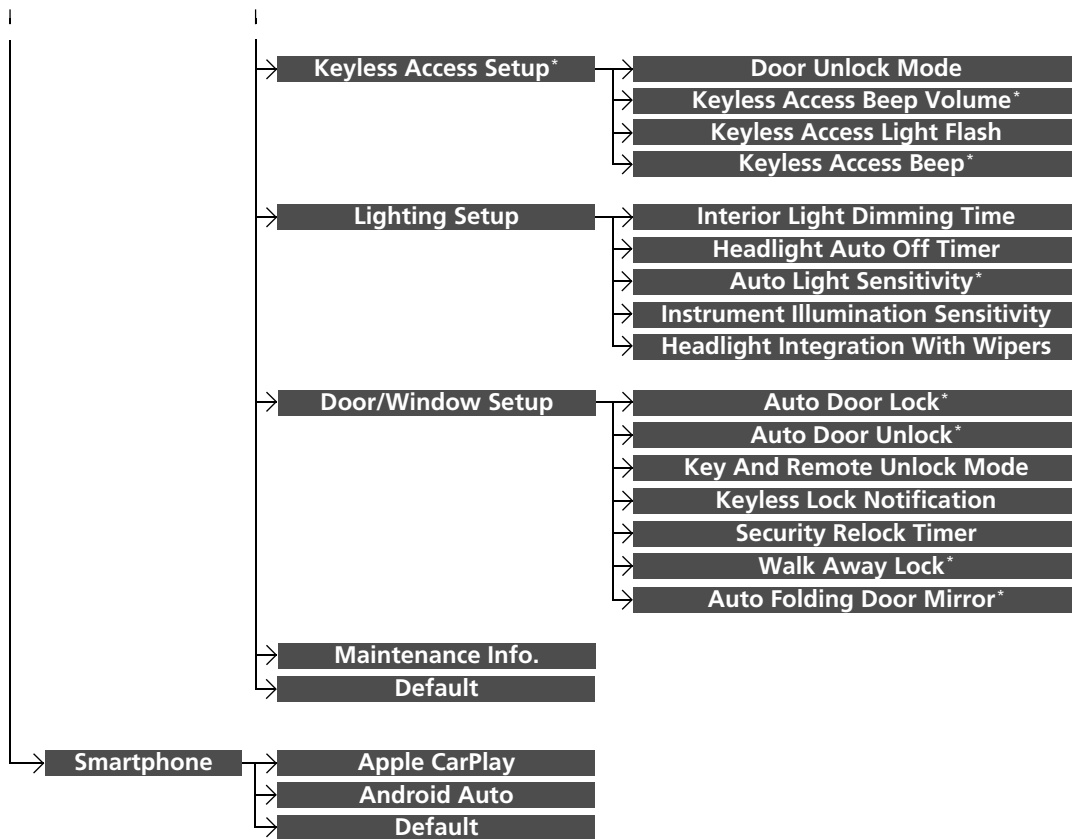 Keyless Access Setup*
Door Unlock Mode
Keyless Access Beep Volume*
Keyless Access Light Flash
Keyless Access Beep*
Lighting Setup
Interior Light Dimming Time
Headlight Auto Off Timer
Auto Light Sensitivity*
Instrument Illumination Sensitivity
Headlight Integration With Wipers
Door/Window Setup
Auto Door Lock*
Auto Door Unlock*
Key And Remote Unlock Mode
Keyless Lock Notification
Security Relock Timer
Walk Away Lock*
Auto Folding Door Mirror*
Maintenance Info.
Default
Smartphone
Apple CarPlay
Android Auto
Default